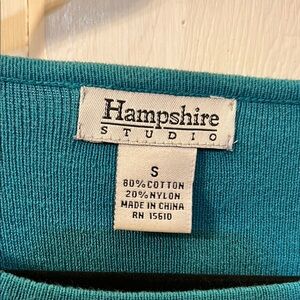 Hampshire
STUDIO
S
80% COTTON
20% NYLON
MADE IN CHINA
RN 15610